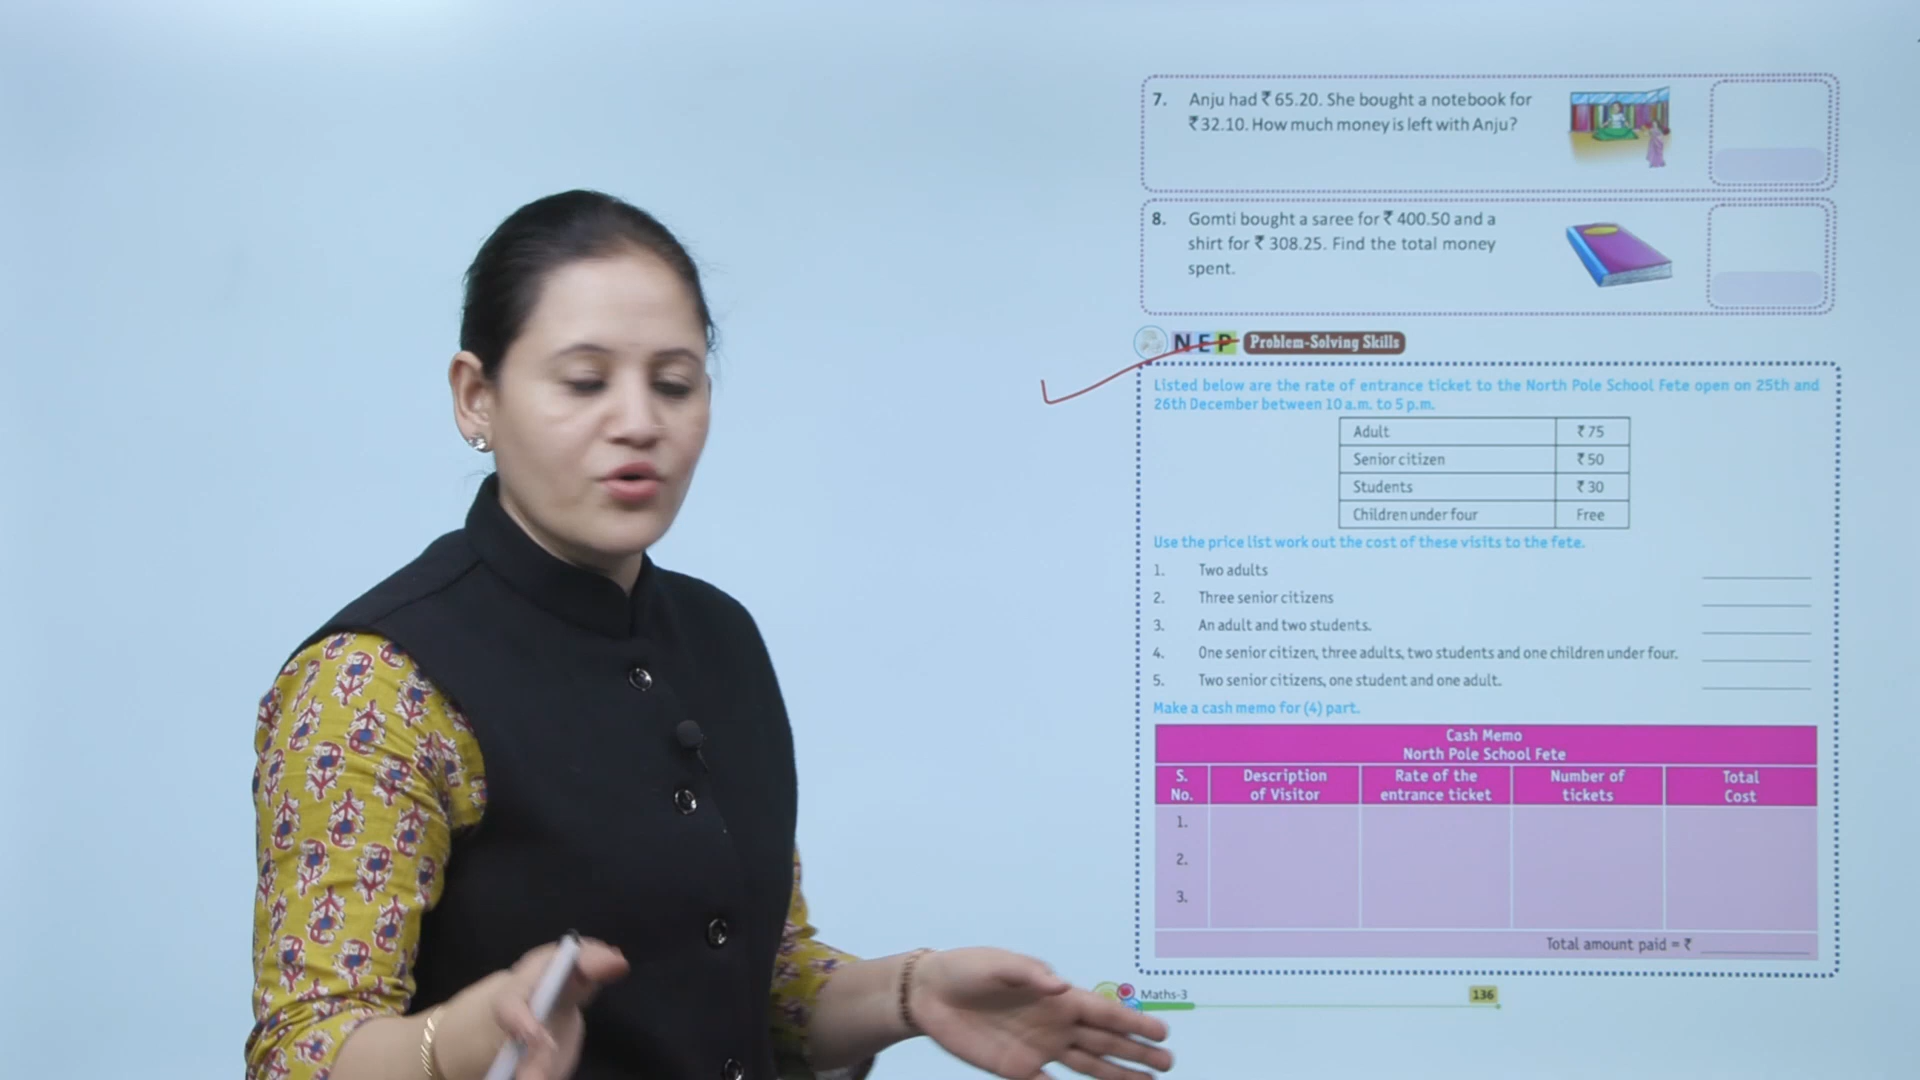 7. Anju had ₹ 65.20. She bought a notebook for
₹ 32.10. How much money is left with Anju?
8. Gomti bought a saree for ₹ 400.50 and a
shirt for ₹ 308.25. Find the total money
spent.
NEP Problem-Solving Skills
Listed below are the rate of entrance ticket to the North Pole School Fete open on 25th and
26th December between 10 a.m. to 5 p.m.
Adult ₹ 75
Senior citizen ₹ 50
Students ₹ 30
Children under four Free
Use the price list work out the cost of these visits to the fete.
1. Two adults
2. Three senior citizens
3. An adult and two students.
4. One senior citizen, three adults, two students and one children under four.
5. Two senior citizens, one student and one adult.
Make a cash memo for (4) part.
Cash Memo
North Pole School Fete
S. Description Rate of the Number of Total
No. of Visitor entrance ticket tickets Cost
1.
2.
3.
Total amount paid = ₹
Maths-3 136